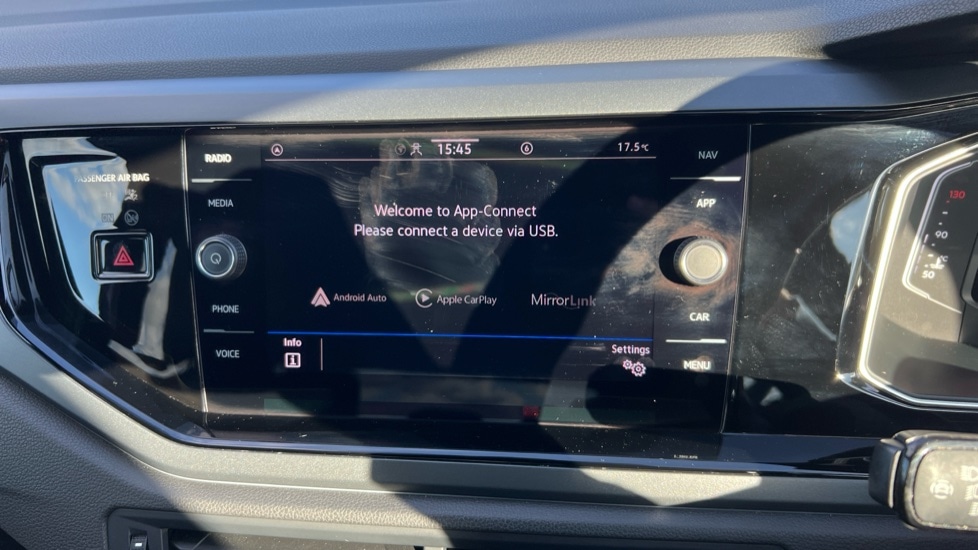 RADIO
MEDIA
PHONE
VOICE
15:45
6
17.5°C
Welcome to App-Connect
Please connect a device via USB.
Android Auto
Apple CarPlay
MirrorLink
Info
Settings
NAV
APP
CAR
MENU
PASSENGER AIR BAG
130
90
°C
50